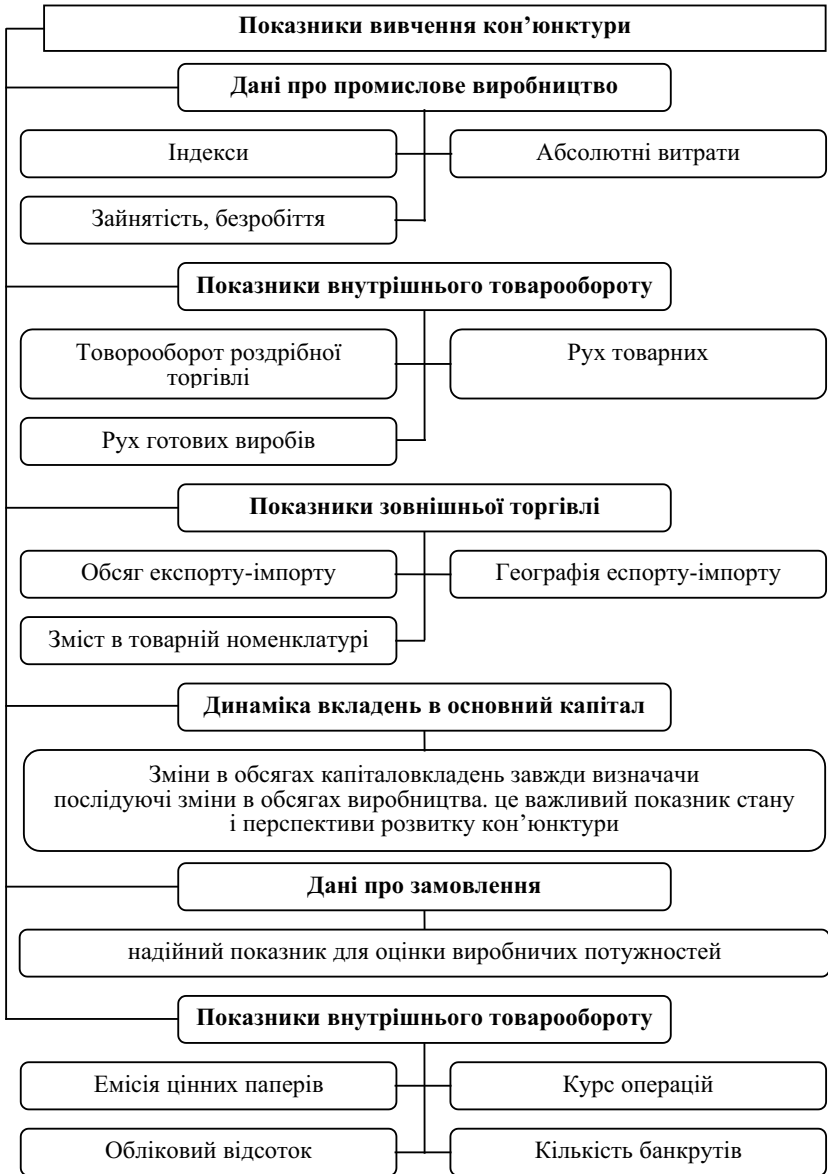 Показники вивчення кон’юнктури
Дані про промислове виробництво
Індекси
Абсолютні витрати
Зайнятість, безробіття
Показники внутрішнього товарообороту
Товорооборот роздрібної
торгівлі
Рух товарних
Рух готових виробів
Показники зовнішньої торгівлі
Обсяг експорту-імпорту
Географія еспорту-імпорту
Зміст в товарній номенклатурі
Динаміка вкладень в основний капітал
Зміни в обсягах капіталовкладень завжди визначачи
послідуючі зміни в обсягах виробництва. це важливий показник стану
і перспективи розвитку кон’юнктури
Дані про замовлення
надійний показник для оцінки виробничих потужностей
Показники внутрішнього товарообороту
Емісія цінних паперів
Курс операцій
Обліковий відсоток
Кількість банкрутів